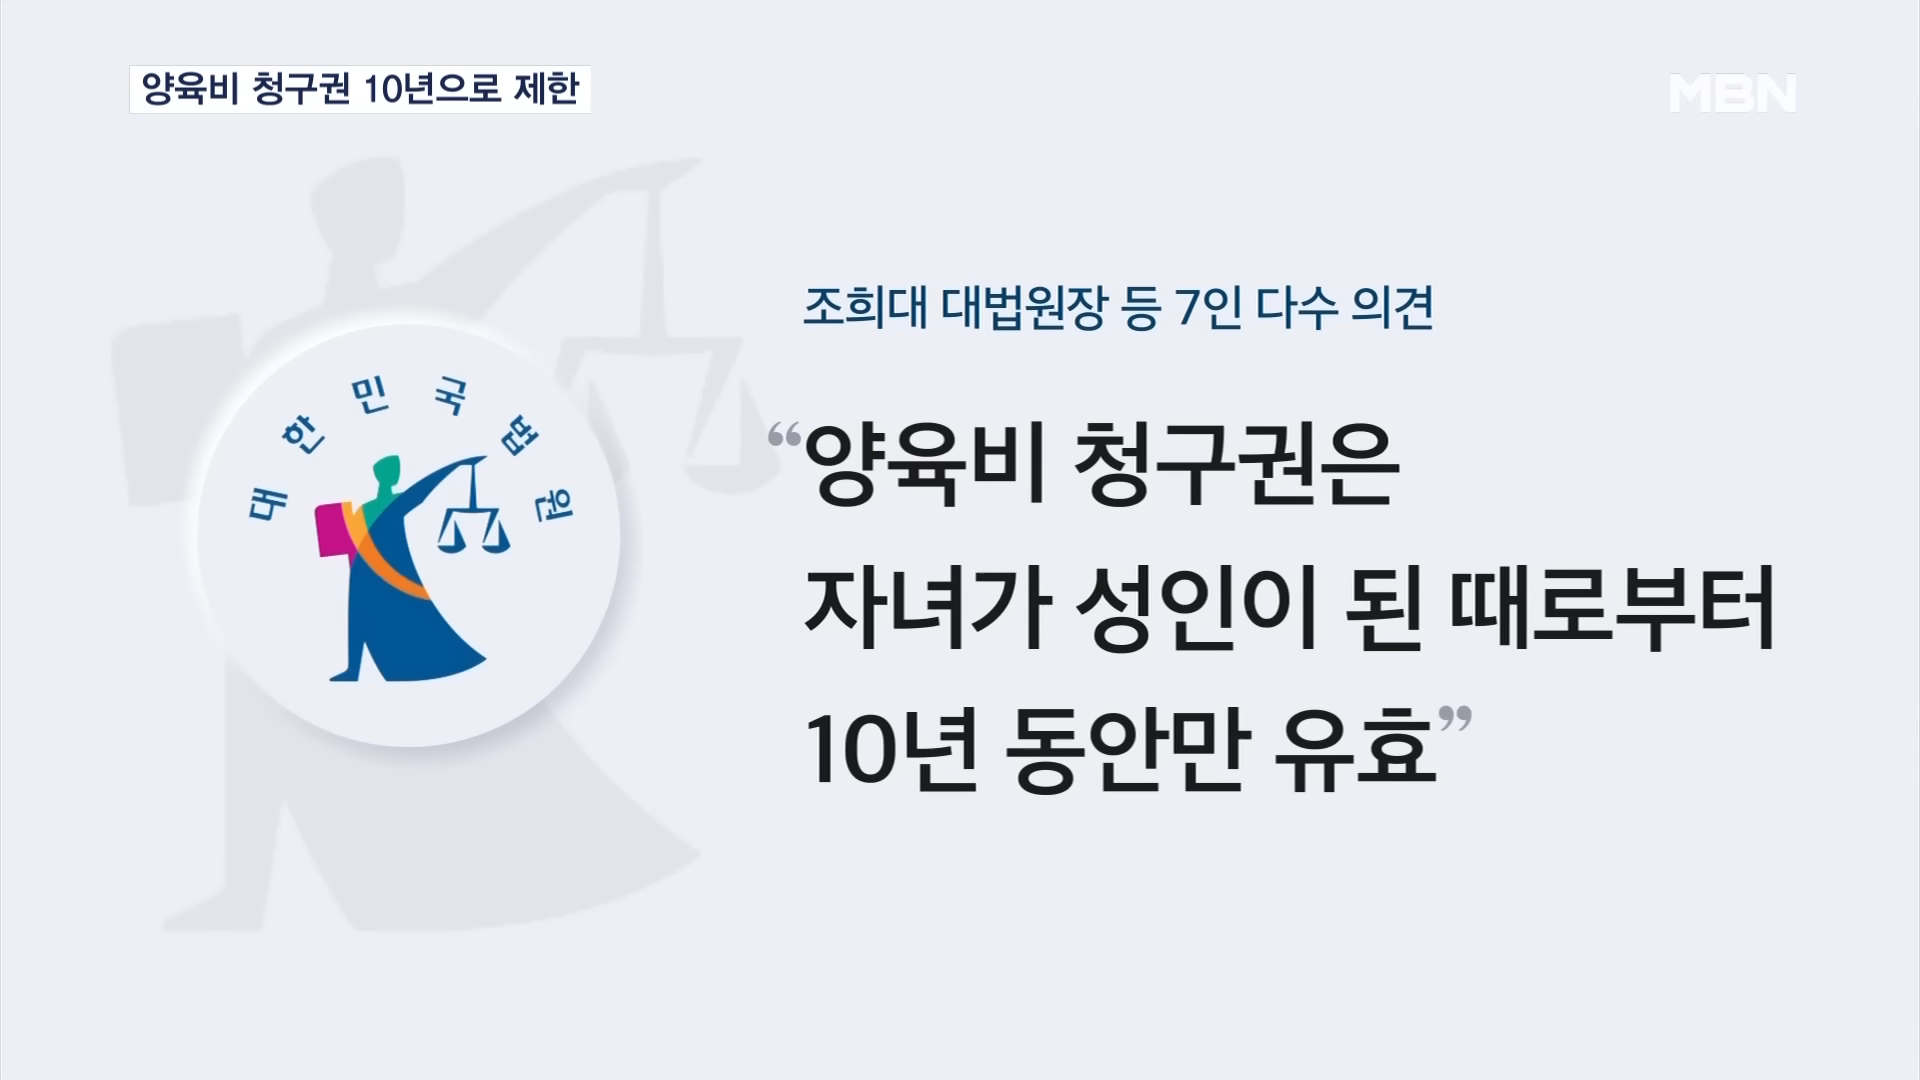 양육비 청구권 10년으로 제한
MBN
조희대 대법원장 등 7인 다수 의견
“양육비 청구권은
자녀가 성인이 된 때로부터
10년 동안만 유효”
대한민국법원